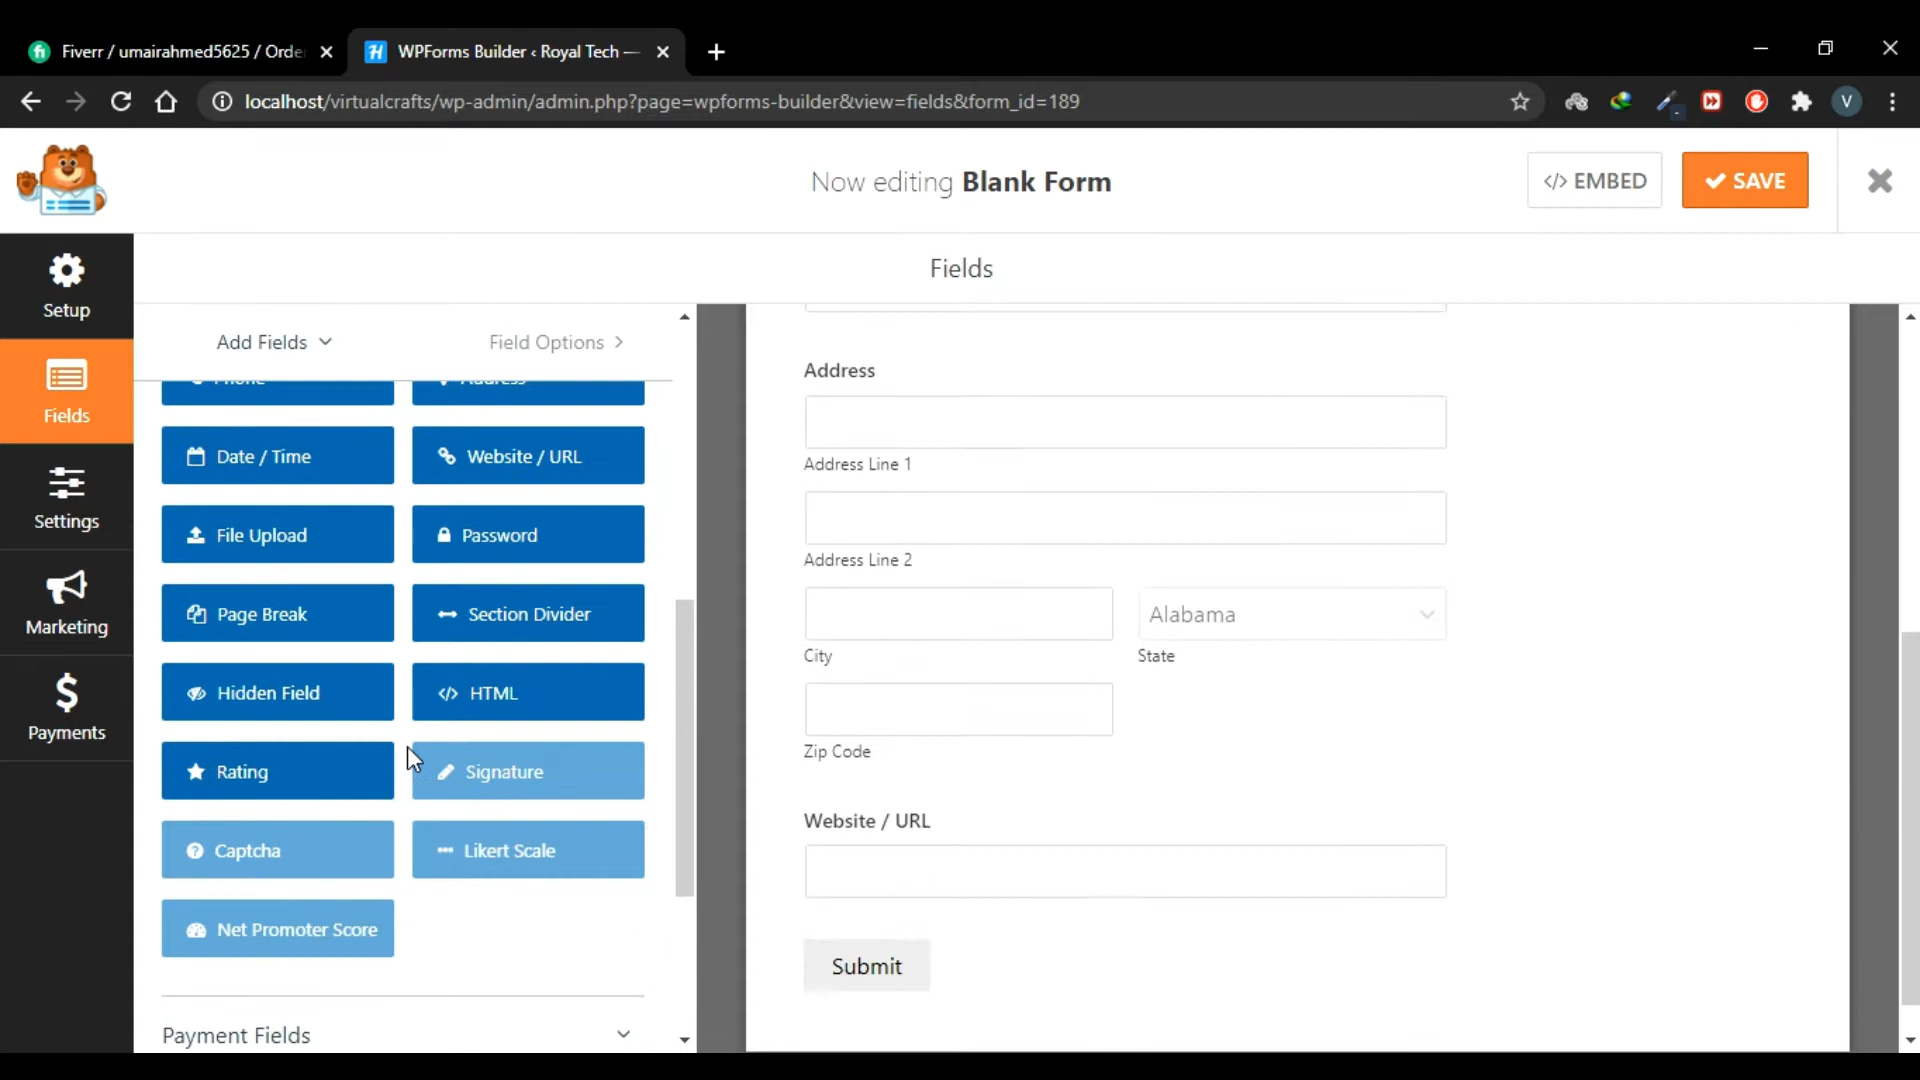 Fiverr / umairahmed5625 / Orde
WPForms Builder ‹ Royal Tech —
localhost/virtualcrafts/wp-admin/admin.php?page=wpforms-builder&view=fields&form_id=189
V
Now editing Blank Form
</> EMBED
SAVE
Setup
Fields
Settings
Marketing
Payments
Fields
Add Fields
Field Options
Phone
Address
Date / Time
Website / URL
File Upload
Password
Page Break
Section Divider
Hidden Field
</> HTML
Rating
Signature
Captcha
Likert Scale
Net Promoter Score
Payment Fields
Address
Address Line 1
Address Line 2
Alabama
City
State
Zip Code
Website / URL
Submit